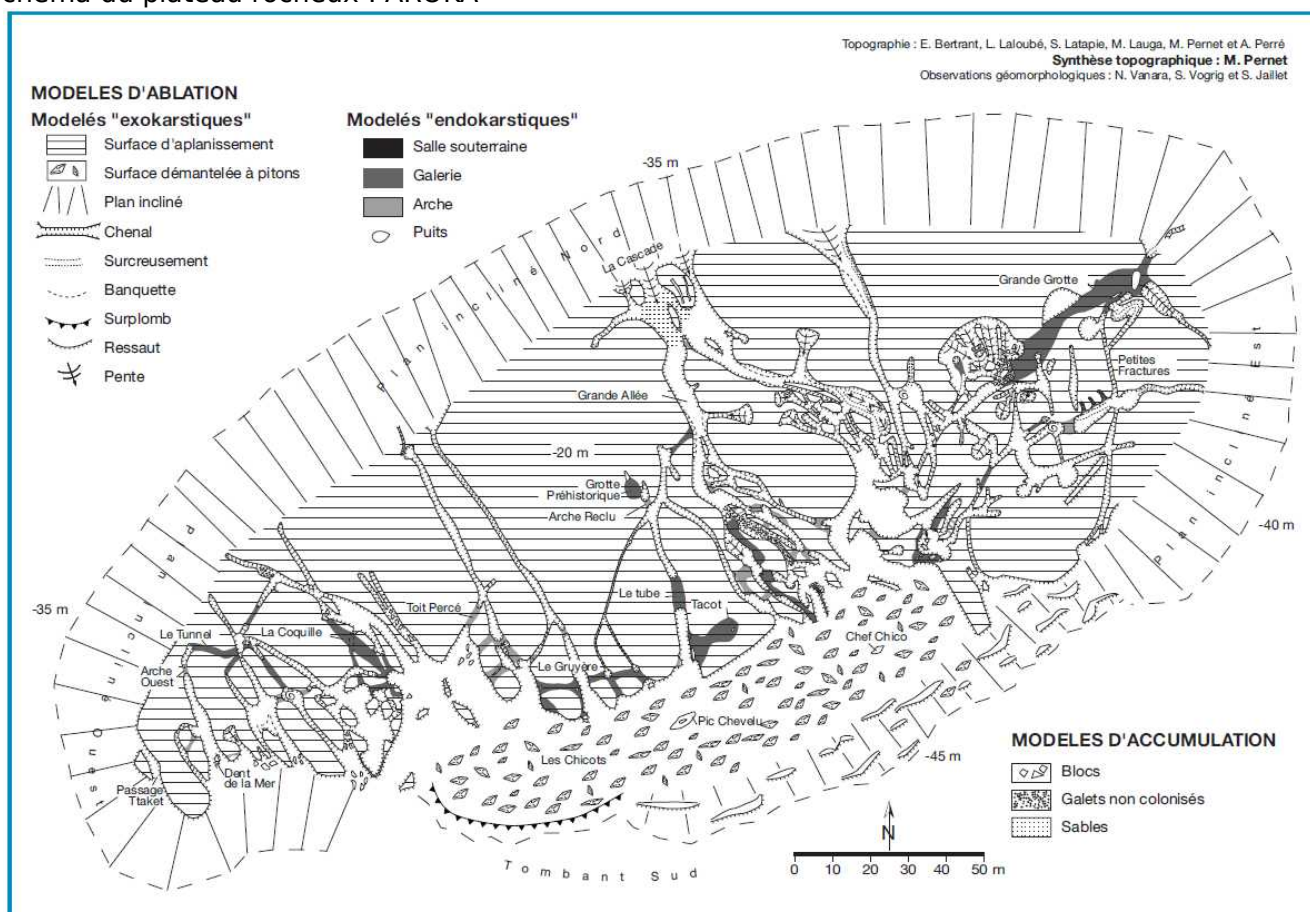 schéma du plateau rocheux : AROKA
Topographie : E. Bertrant, L. Laloubé, S. Latapie, M. Lauga, M. Pernet et A. Perré
Synthèse topographique : M. Pernet
Observations géomorphologiques : N. Vanara, S. Vogrig et S. Jaillet
MODELES D'ABLATION
Modelés "exokarstiques"
Surface d'aplanissement
Surface démantelée à pitons
Plan incliné
Chenal
Surcreusement
Banquette
Surplomb
Ressaut
Pente
Modelés "endokarstiques"
Salle souterraine
Galerie
Arche
Puits
-35 m
Plan incliné Nord
La Cascade
Grande Grotte
Petites
Fractures
Plan incliné Est
Grande Allée
-20 m
Grotte
Préhistorique
Arche Reclu
-40 m
-35 m
Plan incliné Ouest
Toit Percé
Le tube
Tacot
Le Tunnel
La Coquille
Chef Chico
Arche
Ouest
Le Gruyère
Pic Chevelu
-45 m
Les Chicots
Dent
de la Mer
Passage
Ttaket
Tombant Sud
MODELES D'ACCUMULATION
Blocs
Galets non colonisés
Sables
N
0 10 20 30 40 50 m